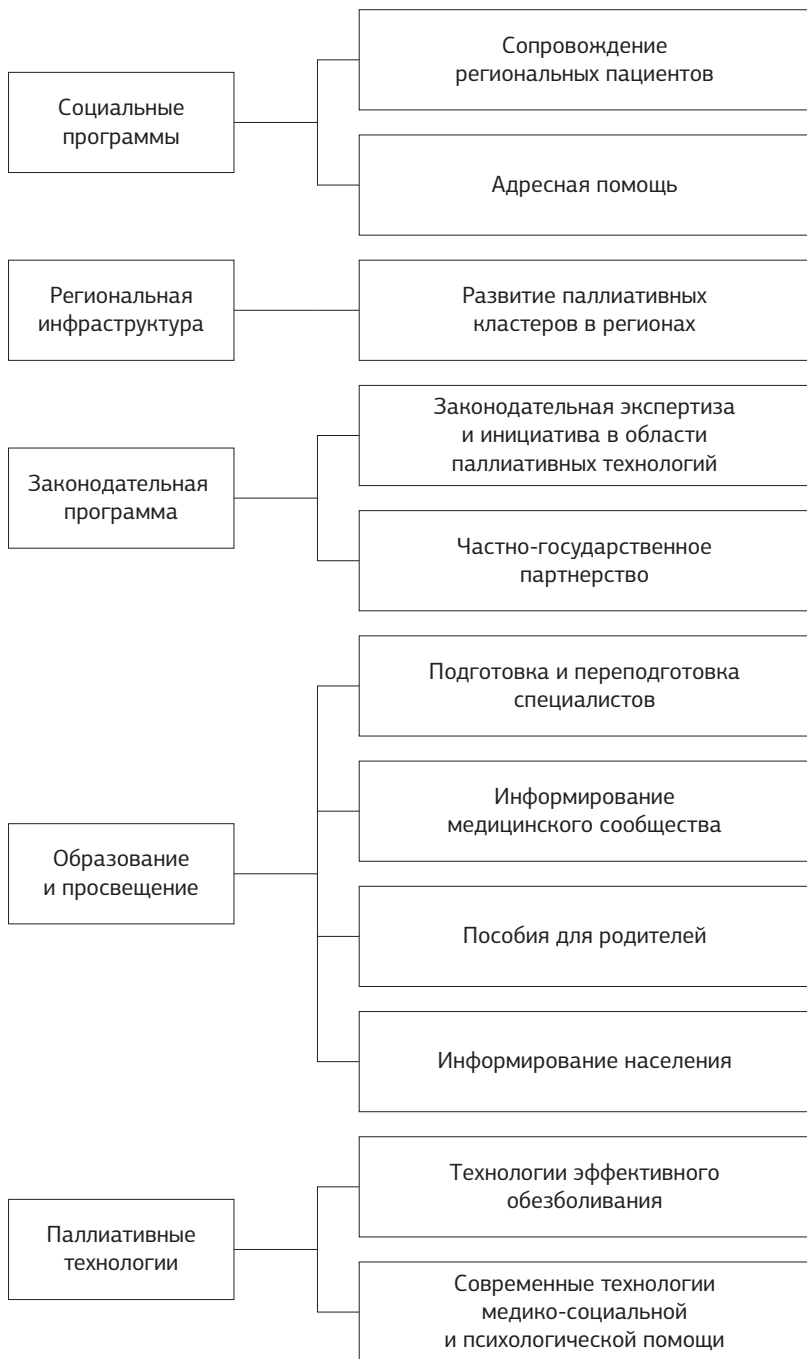 Социальные
программы
Сопровождение
региональных пациентов
Адресная помощь
Региональная
инфраструктура
Развитие паллиативных
кластеров в регионах
Законодательная
программа
Законодательная экспертиза
и инициатива в области
паллиативных технологий
Частно-государственное
партнерство
Образование
и просвещение
Подготовка и переподготовка
специалистов
Информирование
медицинского сообщества
Пособия для родителей
Информирование населения
Паллиативные
технологии
Технологии эффективного
обезболивания
Современные технологии
медико-социальной
и психологической помощи